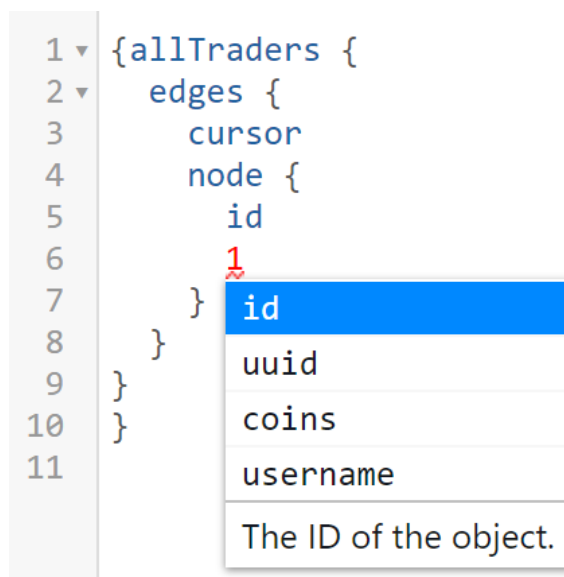 1 {allTraders {
2 edges {
3 cursor
4 node {
5 id
6 1
7 }
id
8 }
uuid
9 }
coins
10 }
11
username
The ID of the object.